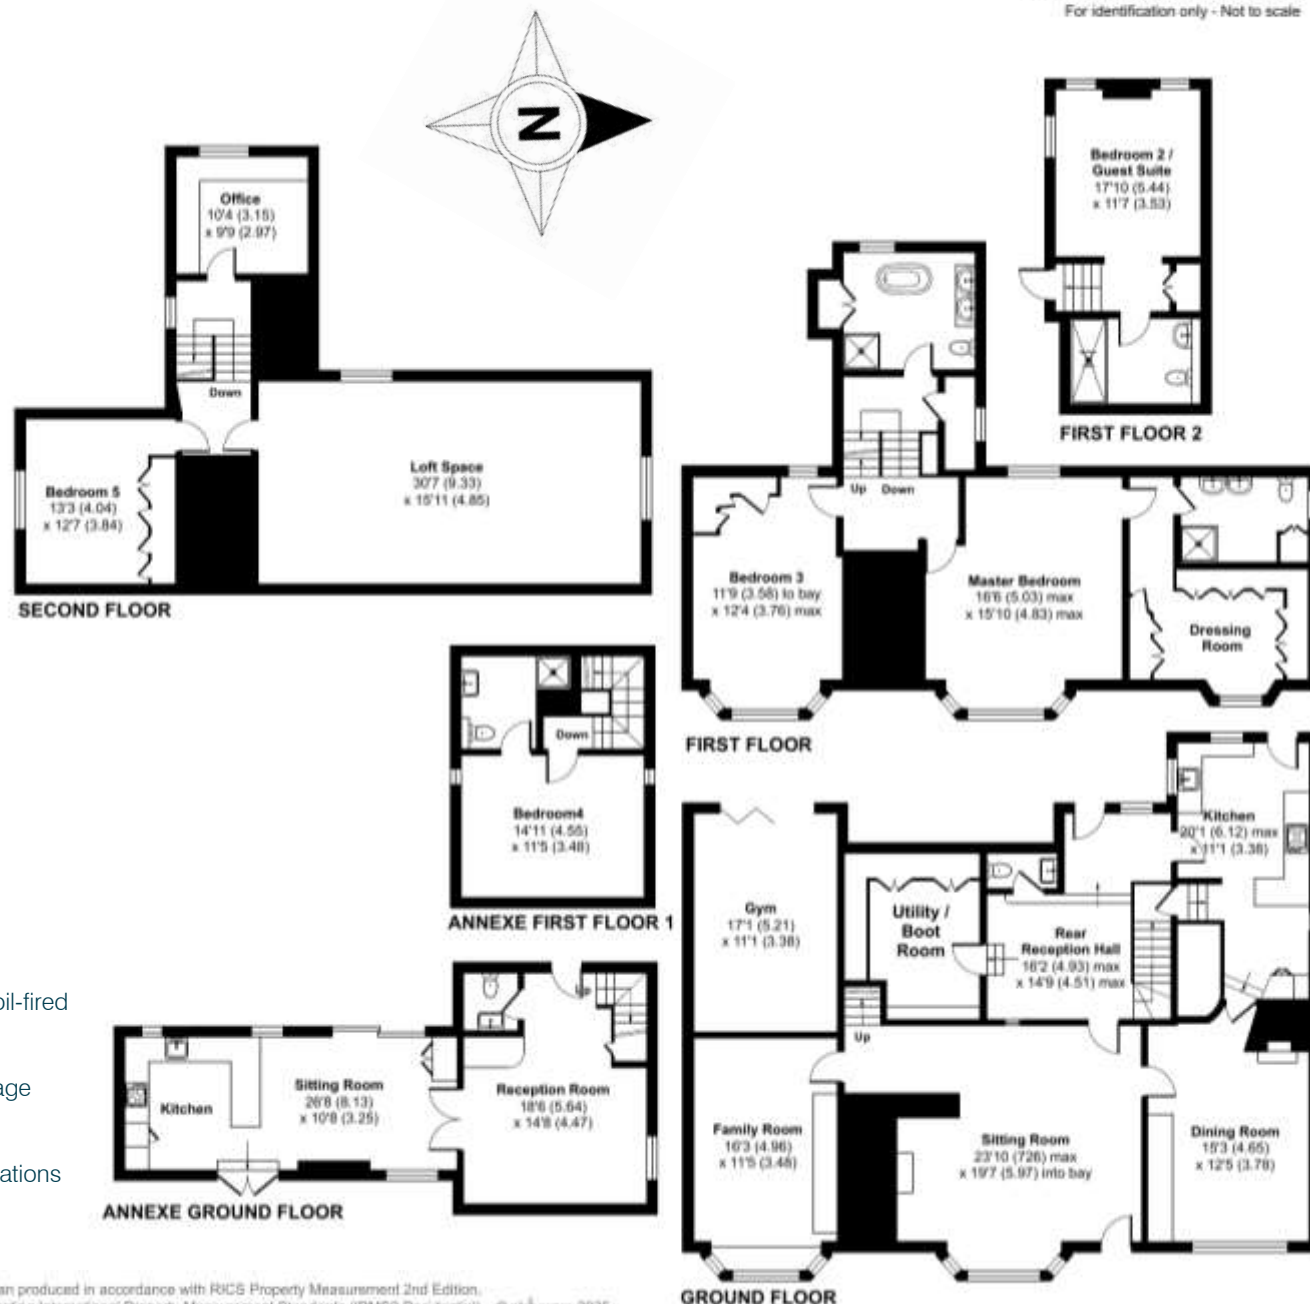 For identification only - Not to scale
N
Office
10'4 (3.15)
x 9'9 (2.97)
Down
Bedroom 5
13'3 (4.04)
x 12'7 (3.84)
Loft Space
30'7 (9.33)
x 15'11 (4.85)
SECOND FLOOR
Bedroom 2 /
Guest Suite
17'10 (5.44)
x 11'7 (3.53)
FIRST FLOOR 2
Up
Down
Bedroom 3
11'9 (3.58) to bay
x 12'4 (3.76) max
Master Bedroom
16'6 (5.03) max
x 15'10 (4.83) max
Dressing
Room
FIRST FLOOR
Down
Bedroom4
14'11 (4.55)
x 11'5 (3.48)
ANNEXE FIRST FLOOR 1
Kitchen
20'1 (6.12) max
x 11'1 (3.38)
Gym
17'1 (5.21)
x 11'1 (3.38)
Utility /
Boot
Room
Rear
Reception Hall
16'2 (4.93) max
x 14'9 (4.51) max
Up
Family Room
16'3 (4.96)
x 11'5 (3.48)
Sitting Room
23'10 (726) max
x 19'7 (5.97) into bay
Dining Room
15'3 (4.65)
x 12'5 (3.78)
GROUND FLOOR
oil-fired
age
ations
Up
Kitchen
Sitting Room
26'8 (8.13)
x 10'8 (3.25)
Reception Room
18'6 (5.64)
x 14'8 (4.47)
ANNEXE GROUND FLOOR
an produced in accordance with RICS Property Measurement 2nd Edition.